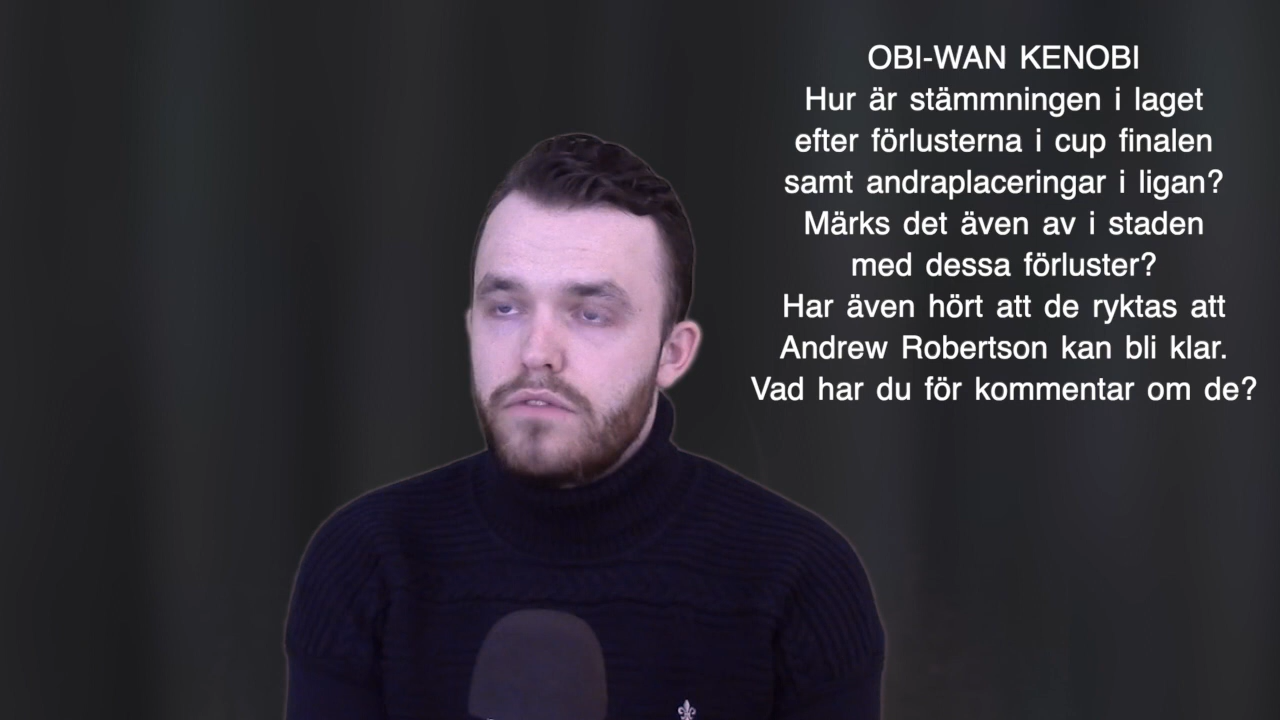 OBI-WAN KENOBI
Hur är stämmningen i laget
efter förlusterna i cup finalen
samt andraplaceringar i ligan?
Märks det även av i staden
med dessa förluster?
Har även hört att de ryktas att
Andrew Robertson kan bli klar.
Vad har du för kommentar om de?